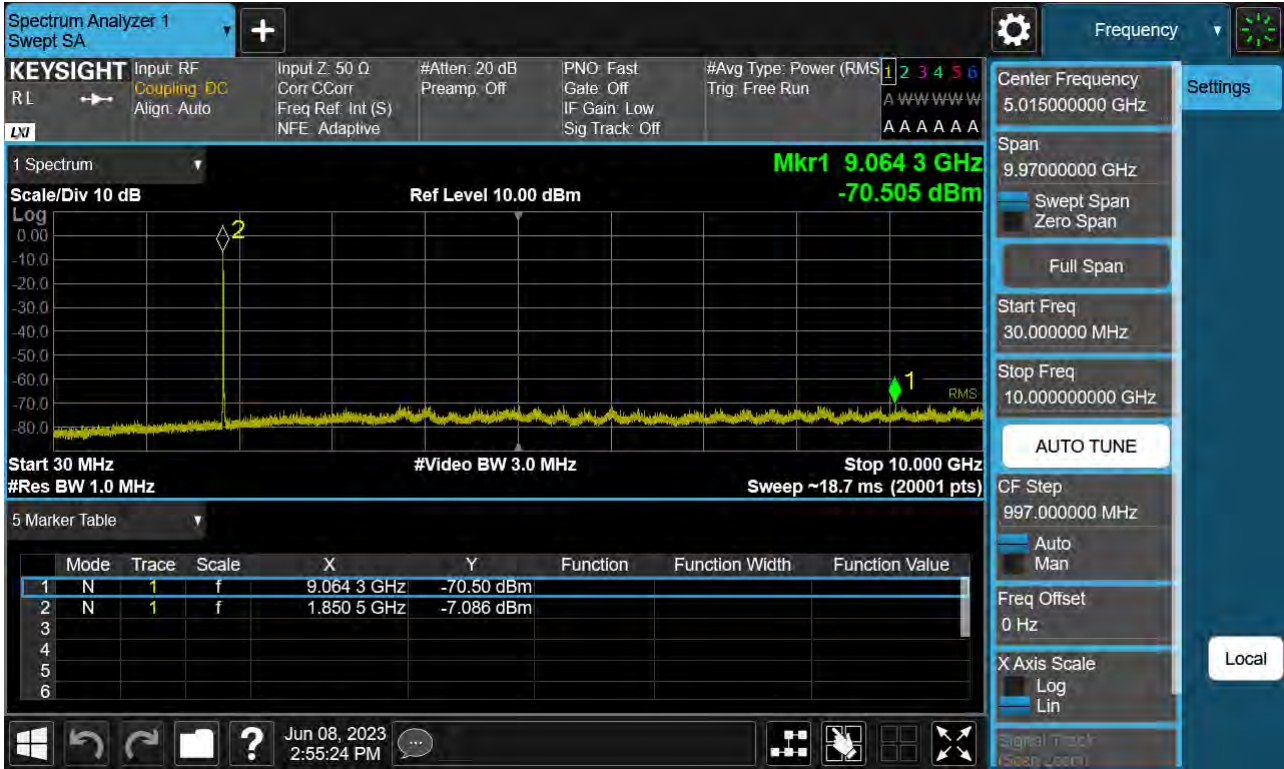 Spectrum Analyzer 1
Swept SA
Frequency
KEYSIGHT
R L
LXI
Input: RF
Coupling: DC
Align: Auto
Input Z: 50 Ω
Corr CCorr
Freq Ref: Int (S)
NFE: Adaptive
#Atten: 20 dB
Preamp: Off
PNO: Fast
Gate: Off
IF Gain: Low
Sig Track: Off
#Avg Type: Power (RMS
Trig: Free Run
1 2 3 4 5 6
A W W W W W
A A A A A A
1 Spectrum
Mkr1 9.064 3 GHz
Scale/Div 10 dB
Ref Level 10.00 dBm
-70.505 dBm
Log
0.00
-10.0
-20.0
-30.0
-40.0
-50.0
-60.0
-70.0
-80.0
2
1
RMS
Start 30 MHz
#Video BW 3.0 MHz
Stop 10.000 GHz
#Res BW 1.0 MHz
Sweep ~18.7 ms (20001 pts)
5 Marker Table
Mode Trace Scale X Y Function Function Width Function Value
1 N 1 f 9.064 3 GHz -70.50 dBm
2 N 1 f 1.850 5 GHz -7.086 dBm
3
4
5
6
Jun 08, 2023
2:55:24 PM
Center Frequency
5.015000000 GHz
Span
9.97000000 GHz
Swept Span
Zero Span
Full Span
Start Freq
30.000000 MHz
Stop Freq
10.000000000 GHz
AUTO TUNE
CF Step
997.000000 MHz
Auto
Man
Freq Offset
0 Hz
X Axis Scale
Log
Lin
Signal Track
(Span Zoom)
Settings
Local